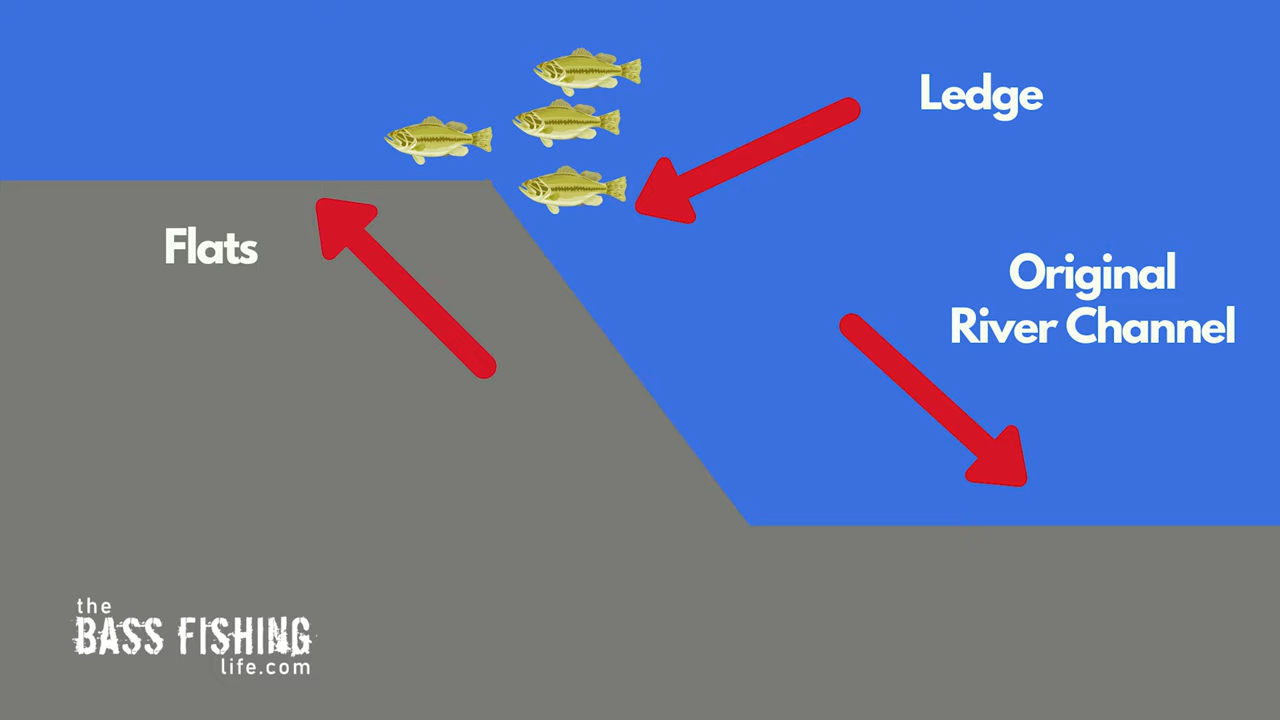 Ledge
Flats
Original
River Channel
the
BASS FISHING
life.com